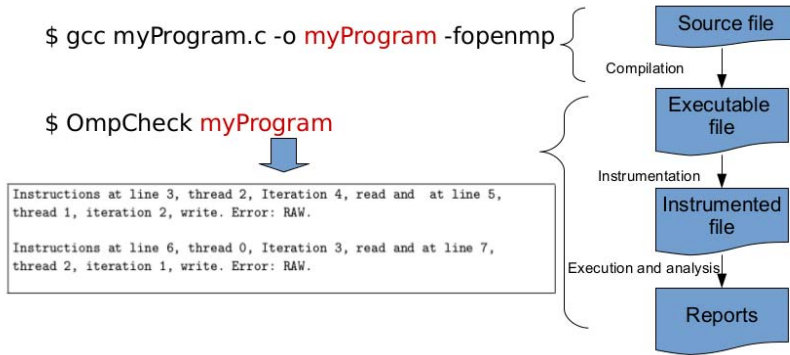 $ gcc myProgram.c -o myProgram -fopenmp
$ OmpCheck myProgram
Instructions at line 3, thread 2, Iteration 4, read and at line 5,
thread 1, iteration 2, write. Error: RAW.
Instructions at line 6, thread 0, Iteration 3, read and at line 7,
thread 2, iteration 1, write. Error: RAW.
Source file
Compilation
Executable
file
Instrumentation
Instrumented
file
Execution and analysis
Reports